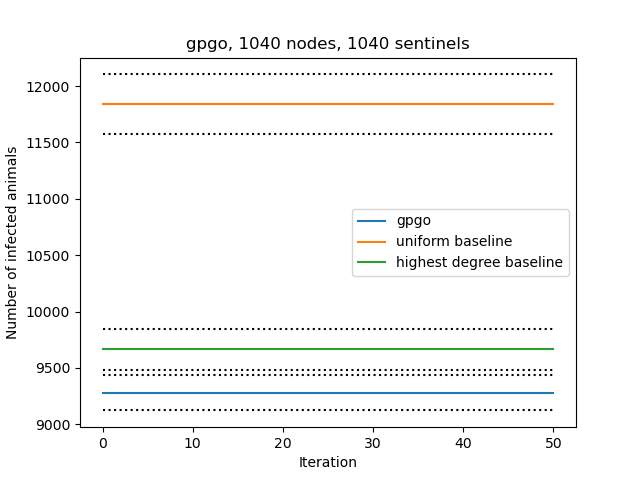 gpgo, 1040 nodes, 1040 sentinels
Number of infected animals
12000
11500
11000
10500
10000
9500
9000
gpgo
uniform baseline
highest degree baseline
0 10 20 30 40 50
Iteration